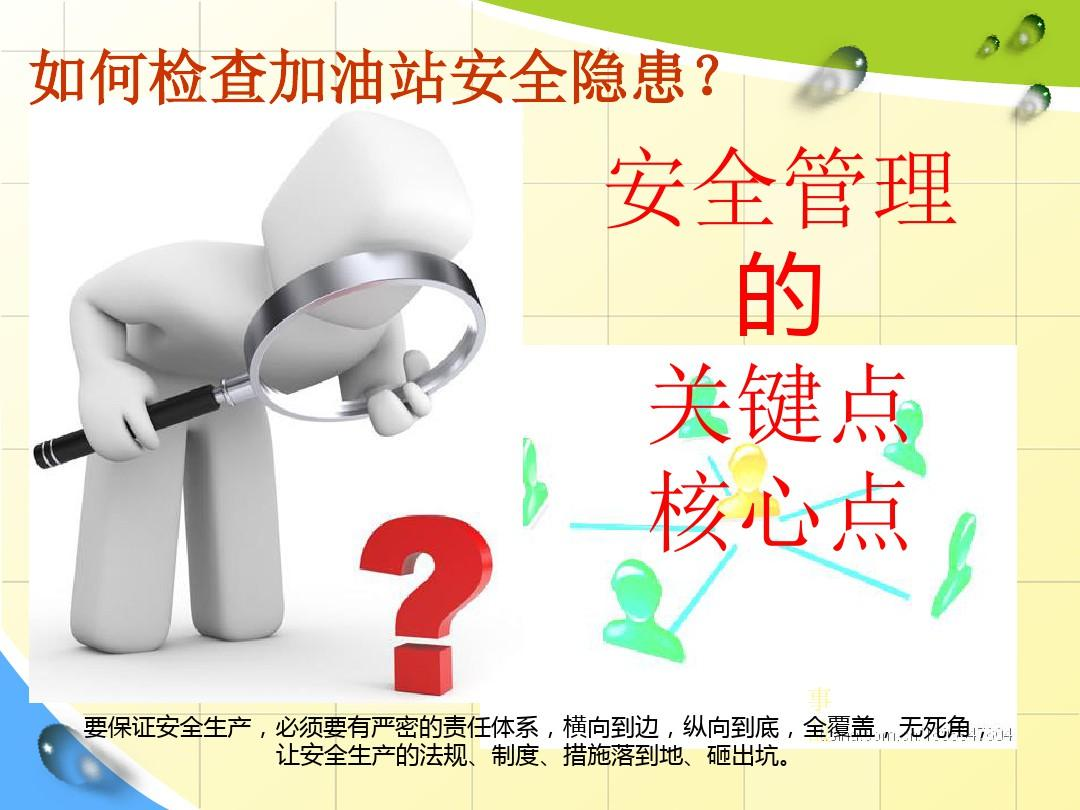 如何检查加油站安全隐患？
安全管理
的
关键点
核心点
事
要保证安全生产，必须要有严密的责任体系，横向到边，纵向到底，全覆盖，无死角，
让安全生产的法规、制度、措施落到地、砸出坑。